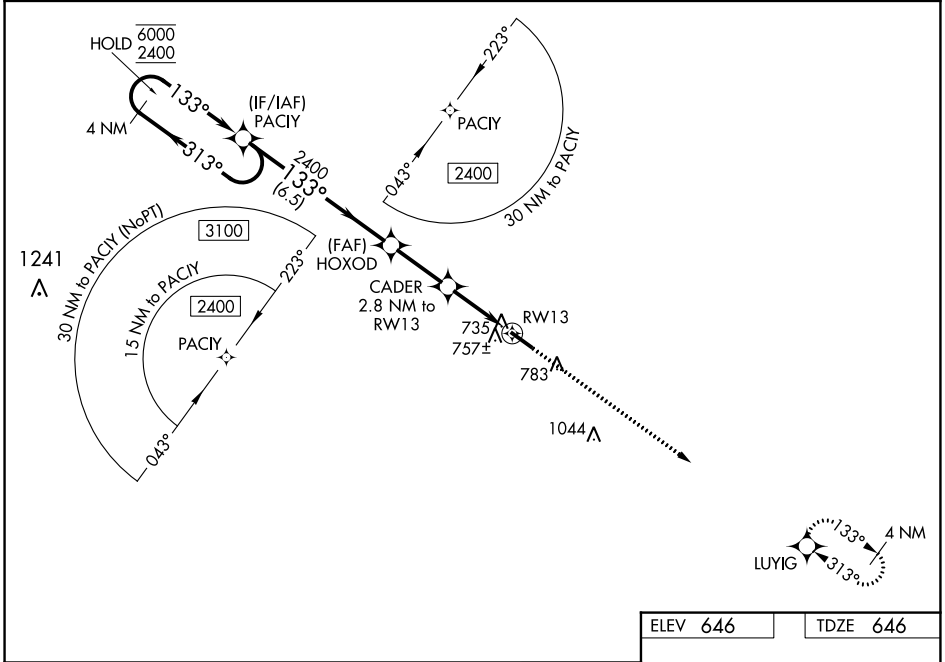 HOLD 6000
2400
133°
4 NM
313°
(IF/IAF)
PACIY
2400
133°
(6.5)
223°
PACIY
2400
043°
30 NM to PACIY
30 NM to PACIY (NoPT)
3100
15 NM to PACIY
2400
223°
PACIY
043°
1241
(FAF)
HOXOD
CADER
2.8 NM to
RW13
RW13
735
757±
783
1044
LUYIG
133°
4 NM
313°
ELEV 646
TDZE 646